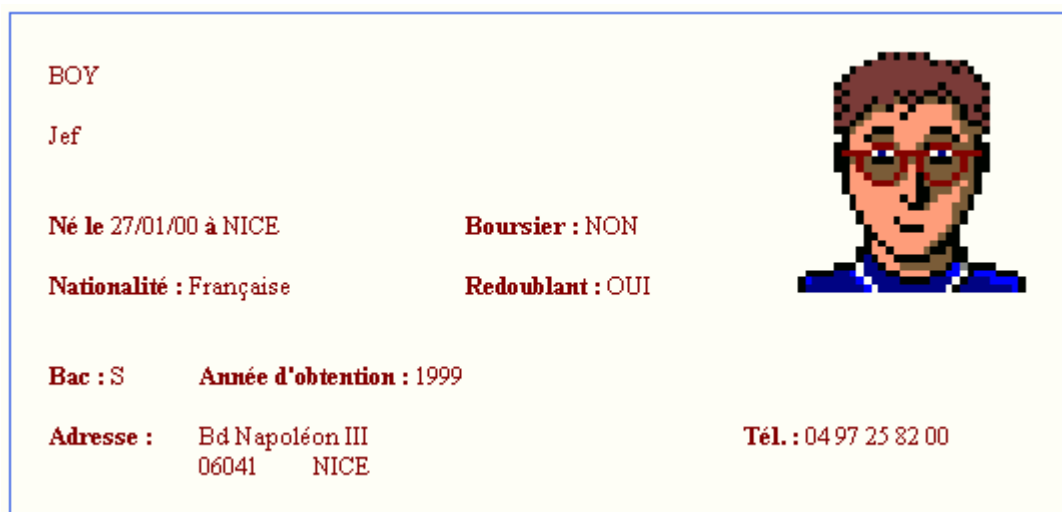 BOY
Jef
Né le 27/01/00 à NICE Boursier : NON
Nationalité : Française Redoublant : OUI
Bac : S Année d'obtention : 1999
Adresse : Bd Napoléon III Tél. : 04 97 25 82 00
06041 NICE